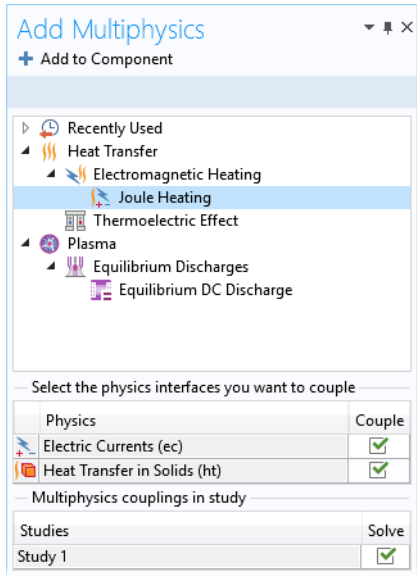 Add Multiphysics
Add to Component
Recently Used
Heat Transfer
Electromagnetic Heating
Joule Heating
Thermoelectric Effect
Plasma
Equilibrium Discharges
Equilibrium DC Discharge
Select the physics interfaces you want to couple
Physics Couple
Electric Currents (ec)
Heat Transfer in Solids (ht)
Multiphysics couplings in study
Studies Solve
Study 1